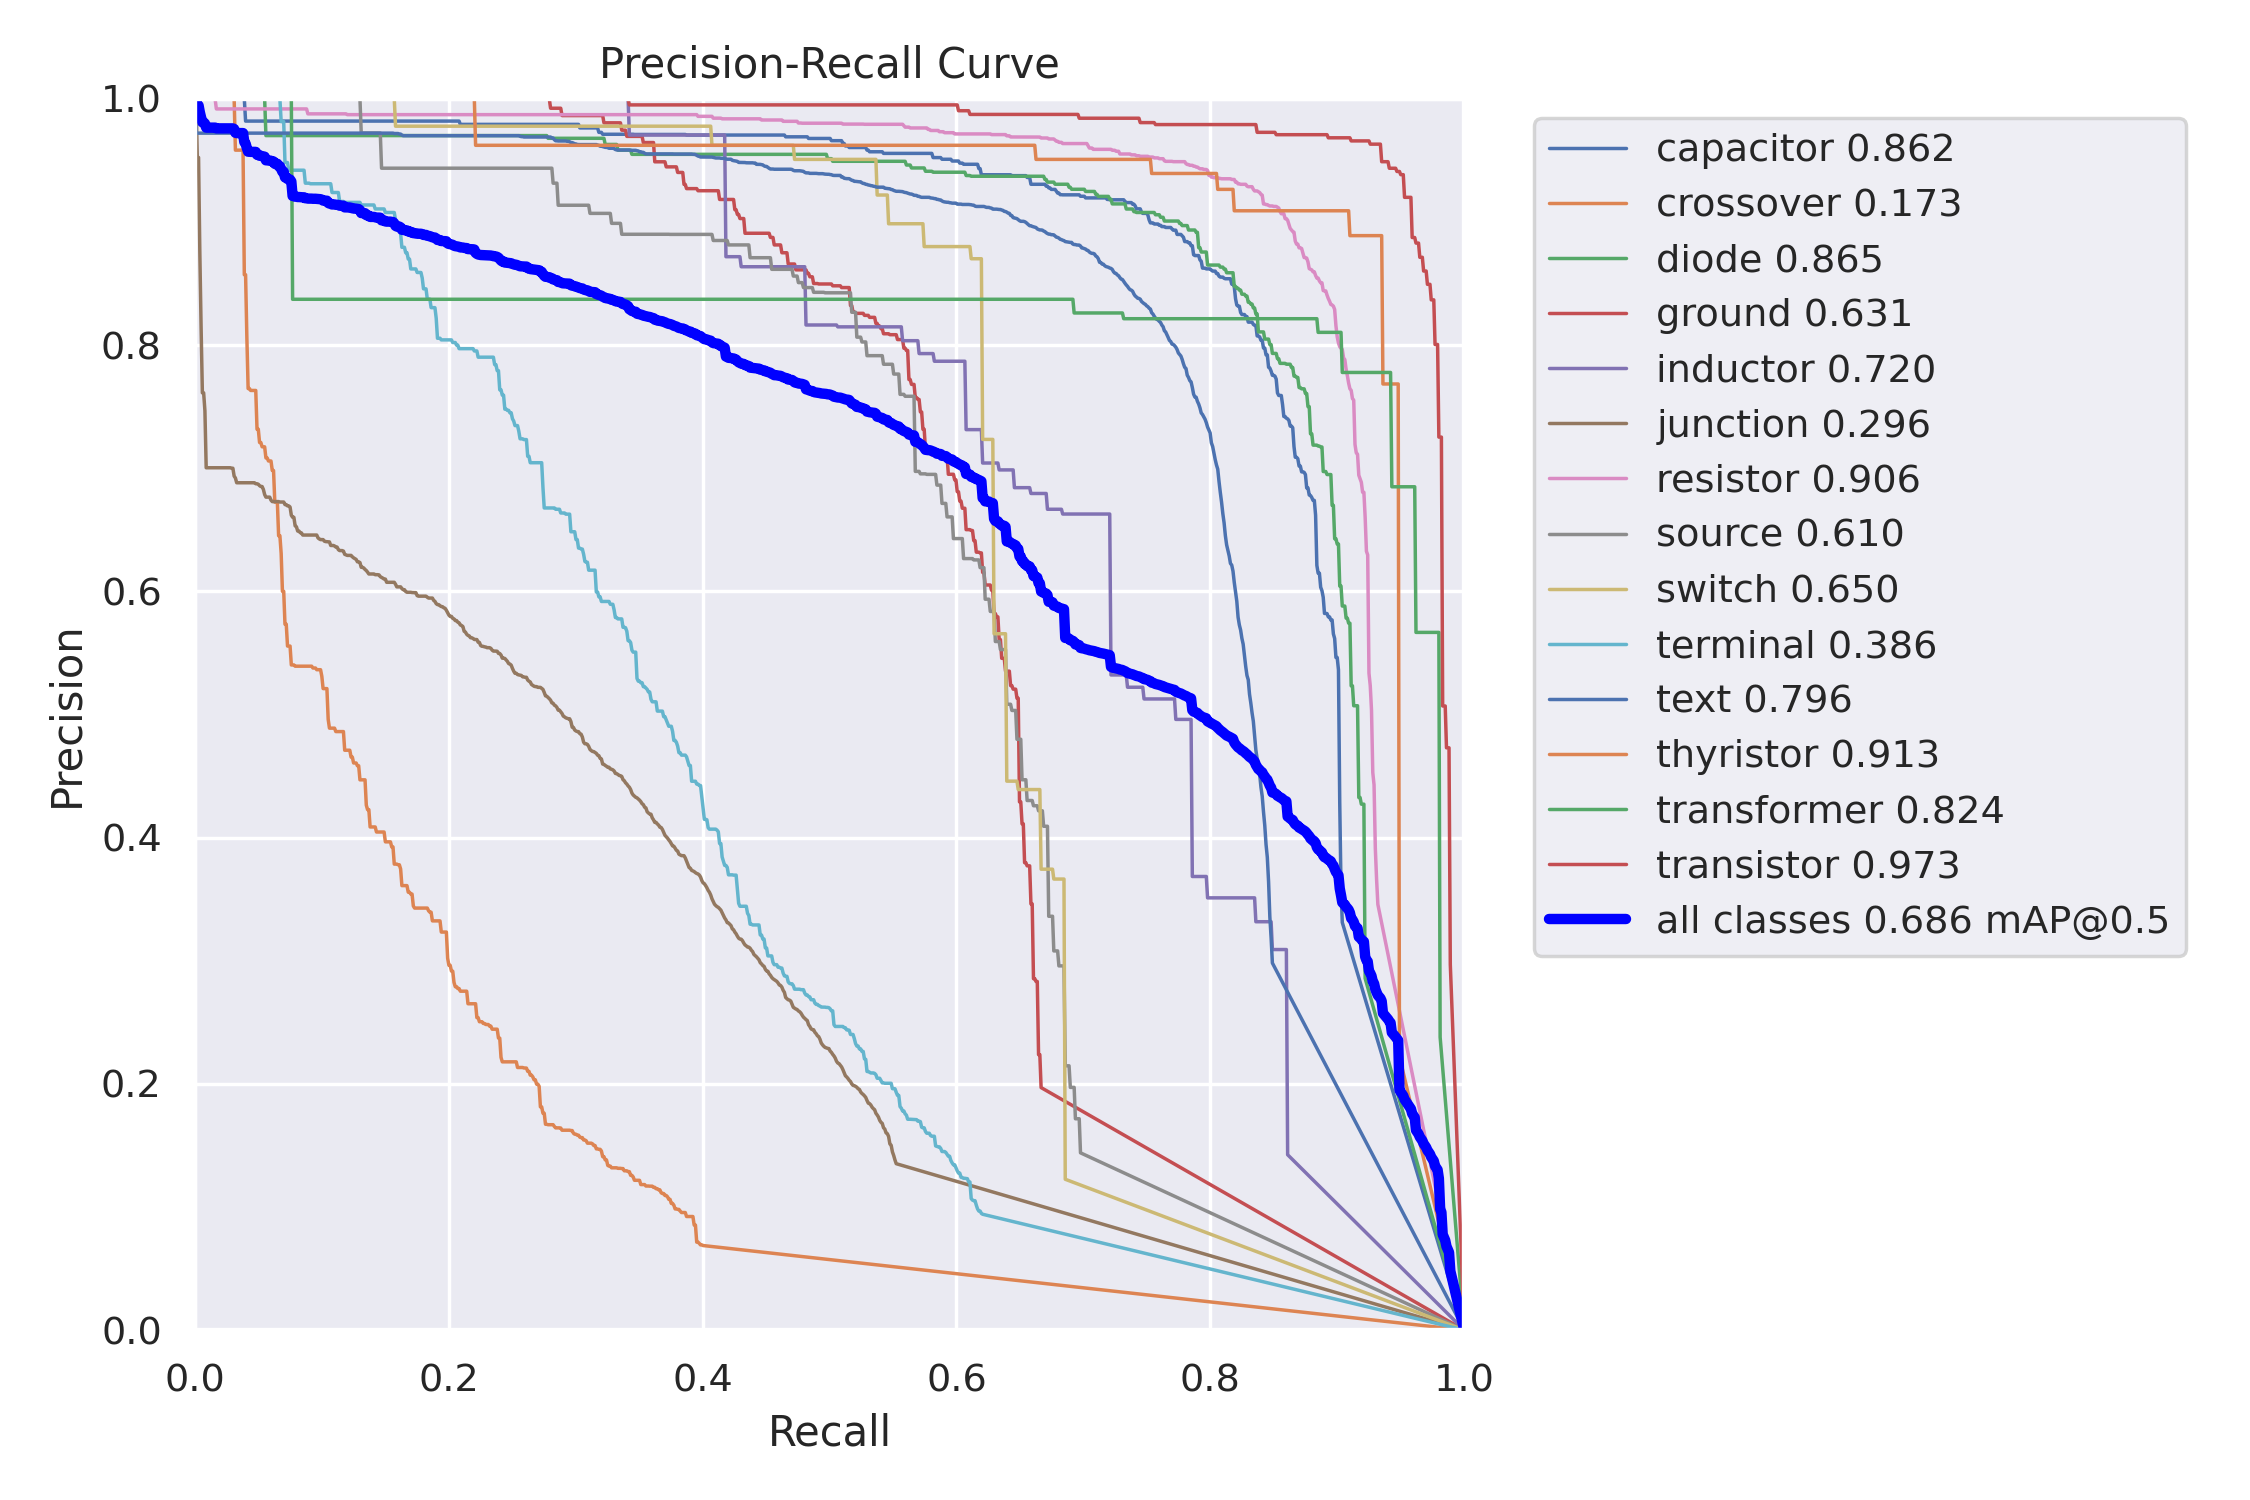 Precision-Recall Curve
1.0
0.8
0.6
0.4
0.2
0.0
Precision
0.0 0.2 0.4 0.6 0.8 1.0
Recall
capacitor 0.862
crossover 0.173
diode 0.865
ground 0.631
inductor 0.720
junction 0.296
resistor 0.906
source 0.610
switch 0.650
terminal 0.386
text 0.796
thyristor 0.913
transformer 0.824
transistor 0.973
all classes 0.686 mAP@0.5